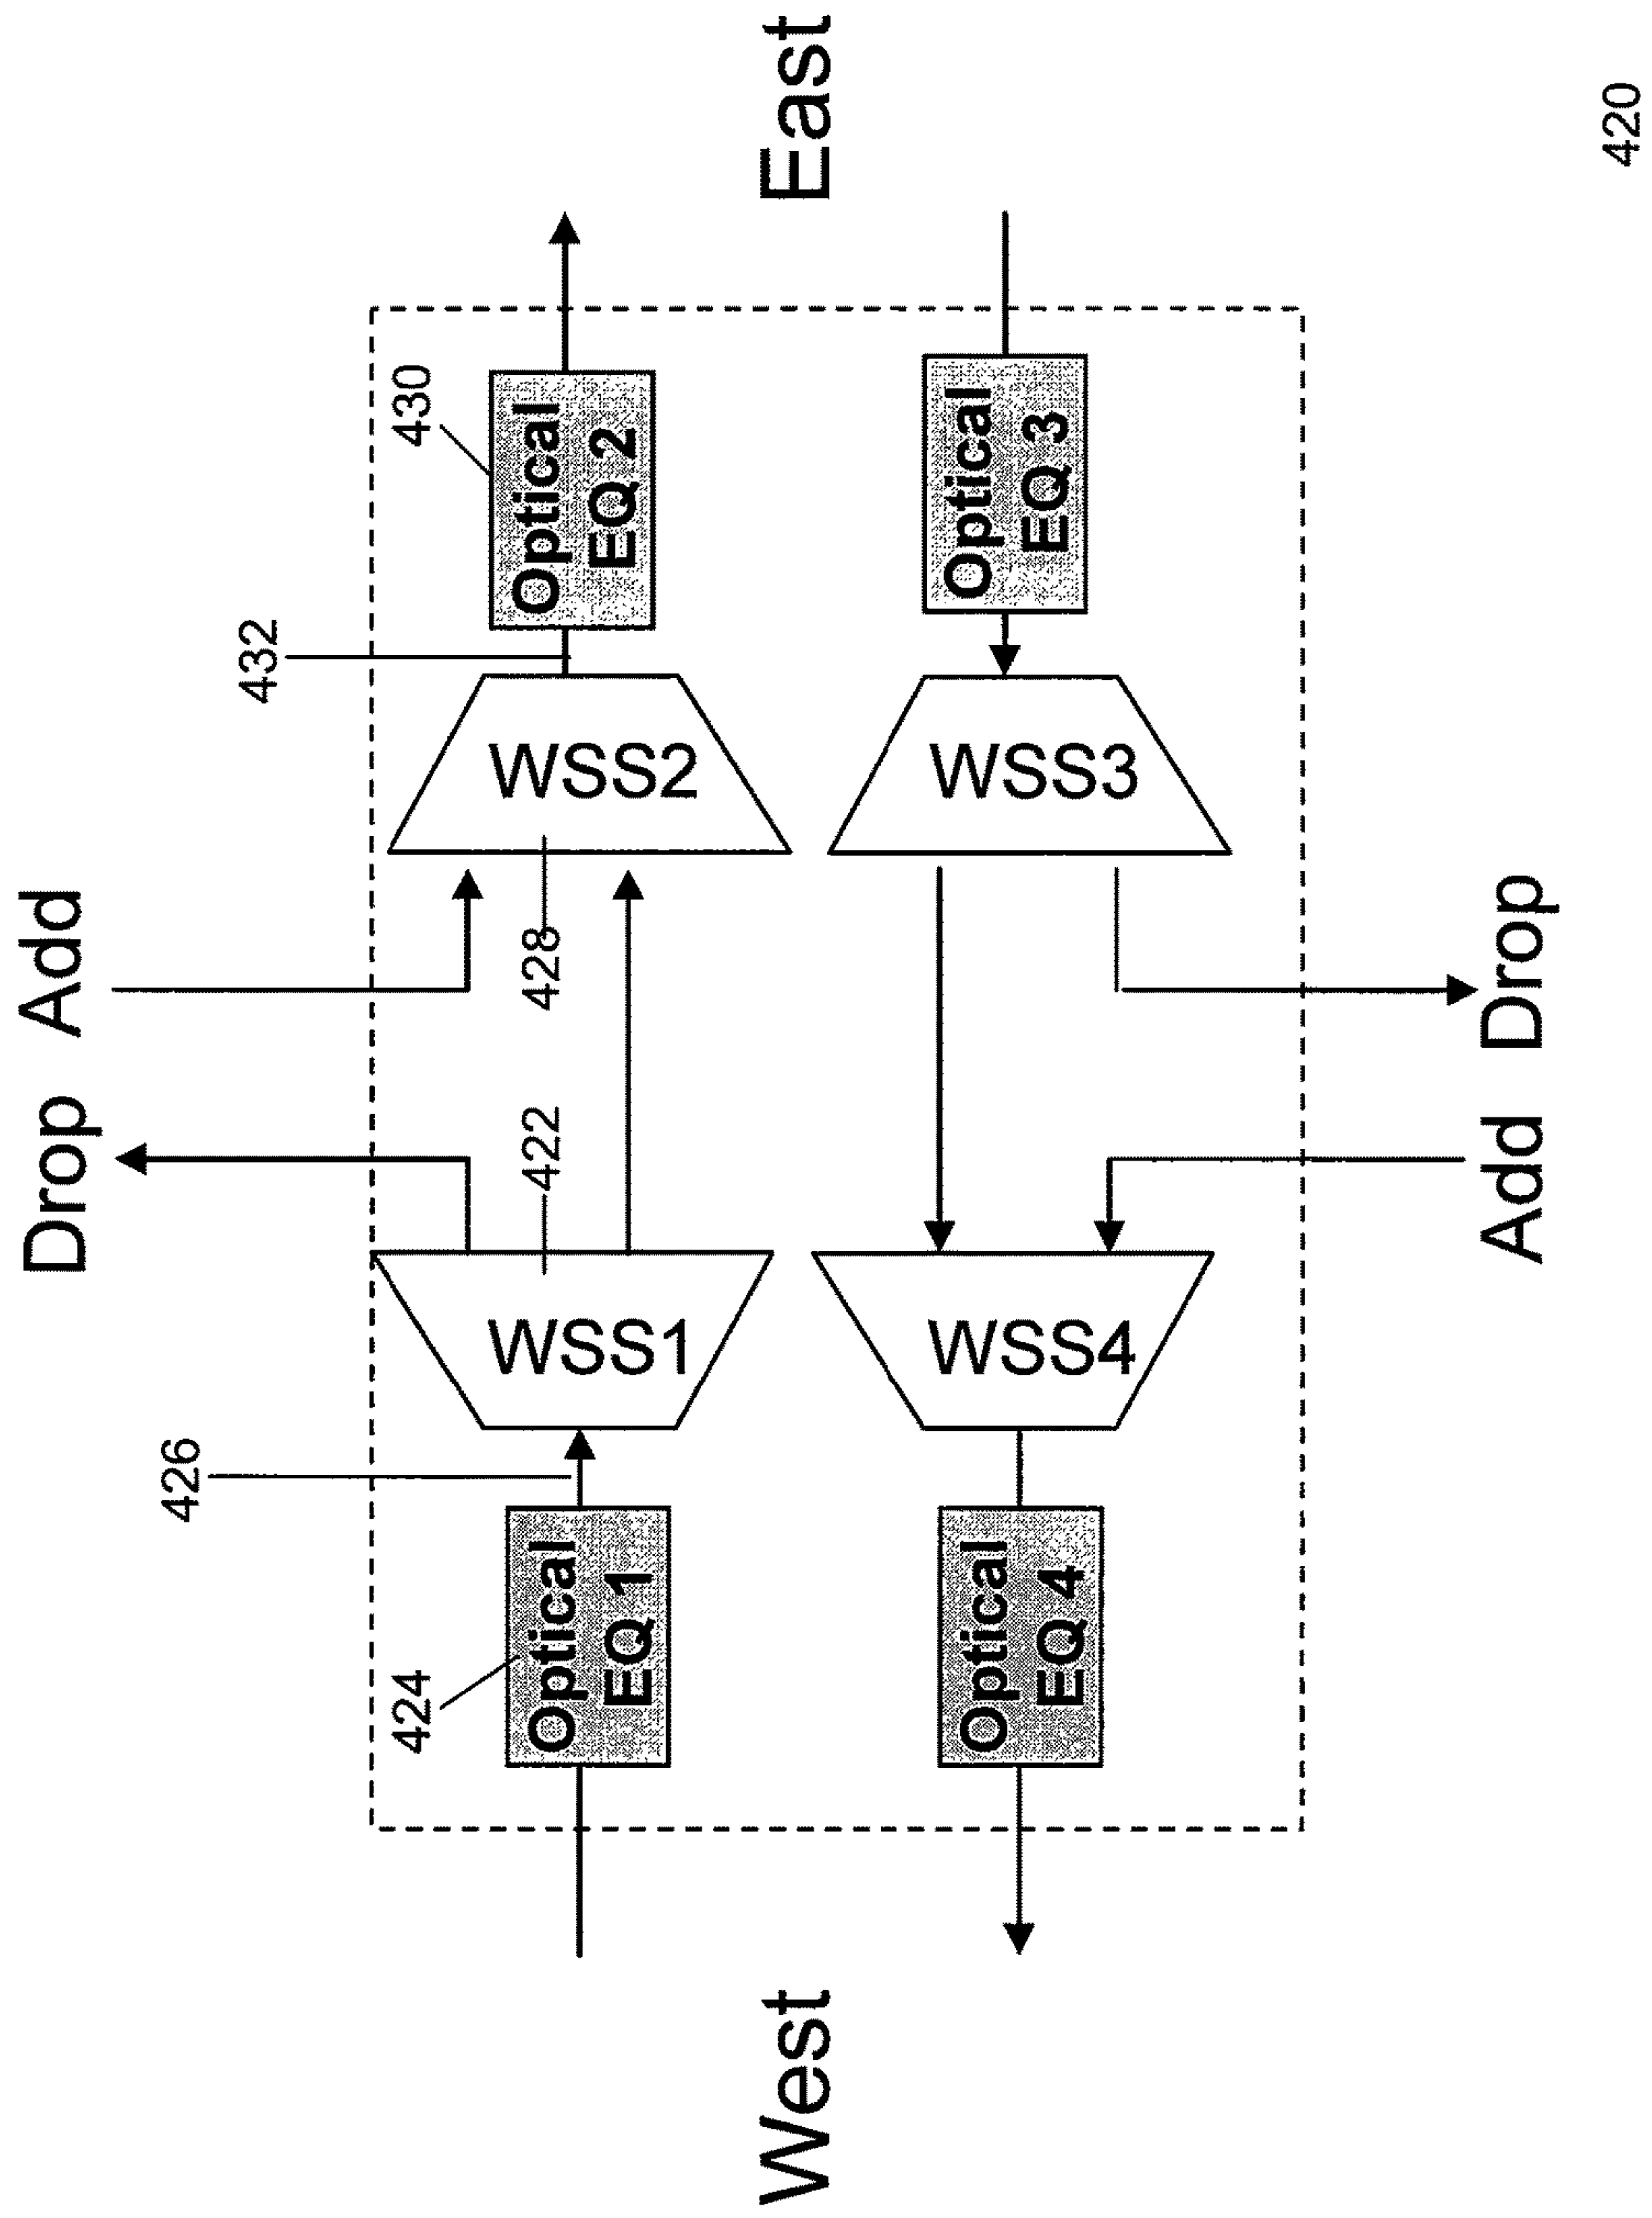 Drop Add
426
432
424
422
428
430
Optical
EQ 1
WSS1
WSS2
Optical
EQ 2
West
East
Optical
EQ 4
WSS4
WSS3
Optical
EQ 3
Add Drop
420